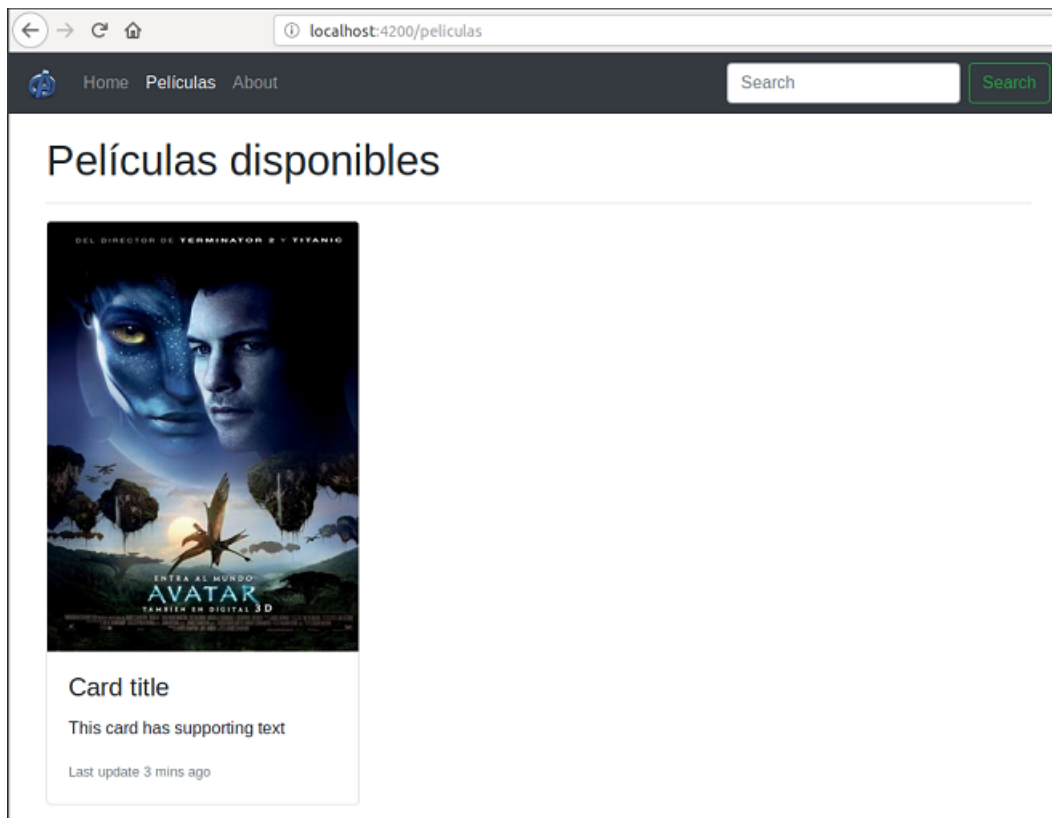 localhost:4200/peliculas
Home Películas About Search Search
Películas disponibles
DEL DIRECTOR DE TERMINATOR 2 Y TITANIC
ENTRA AL MUNDO
AVATAR
TAMBIÉN EN DIGITAL 3D
Card title
This card has supporting text
Last update 3 mins ago